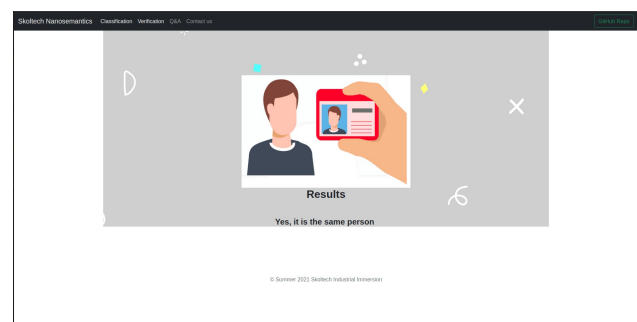 Skoltech Nanosemantics Classification Verification Q&A Contact us GitHub Repo
Results
Yes, it is the same person
© Summer 2021 Skoltech Industrial Immersion